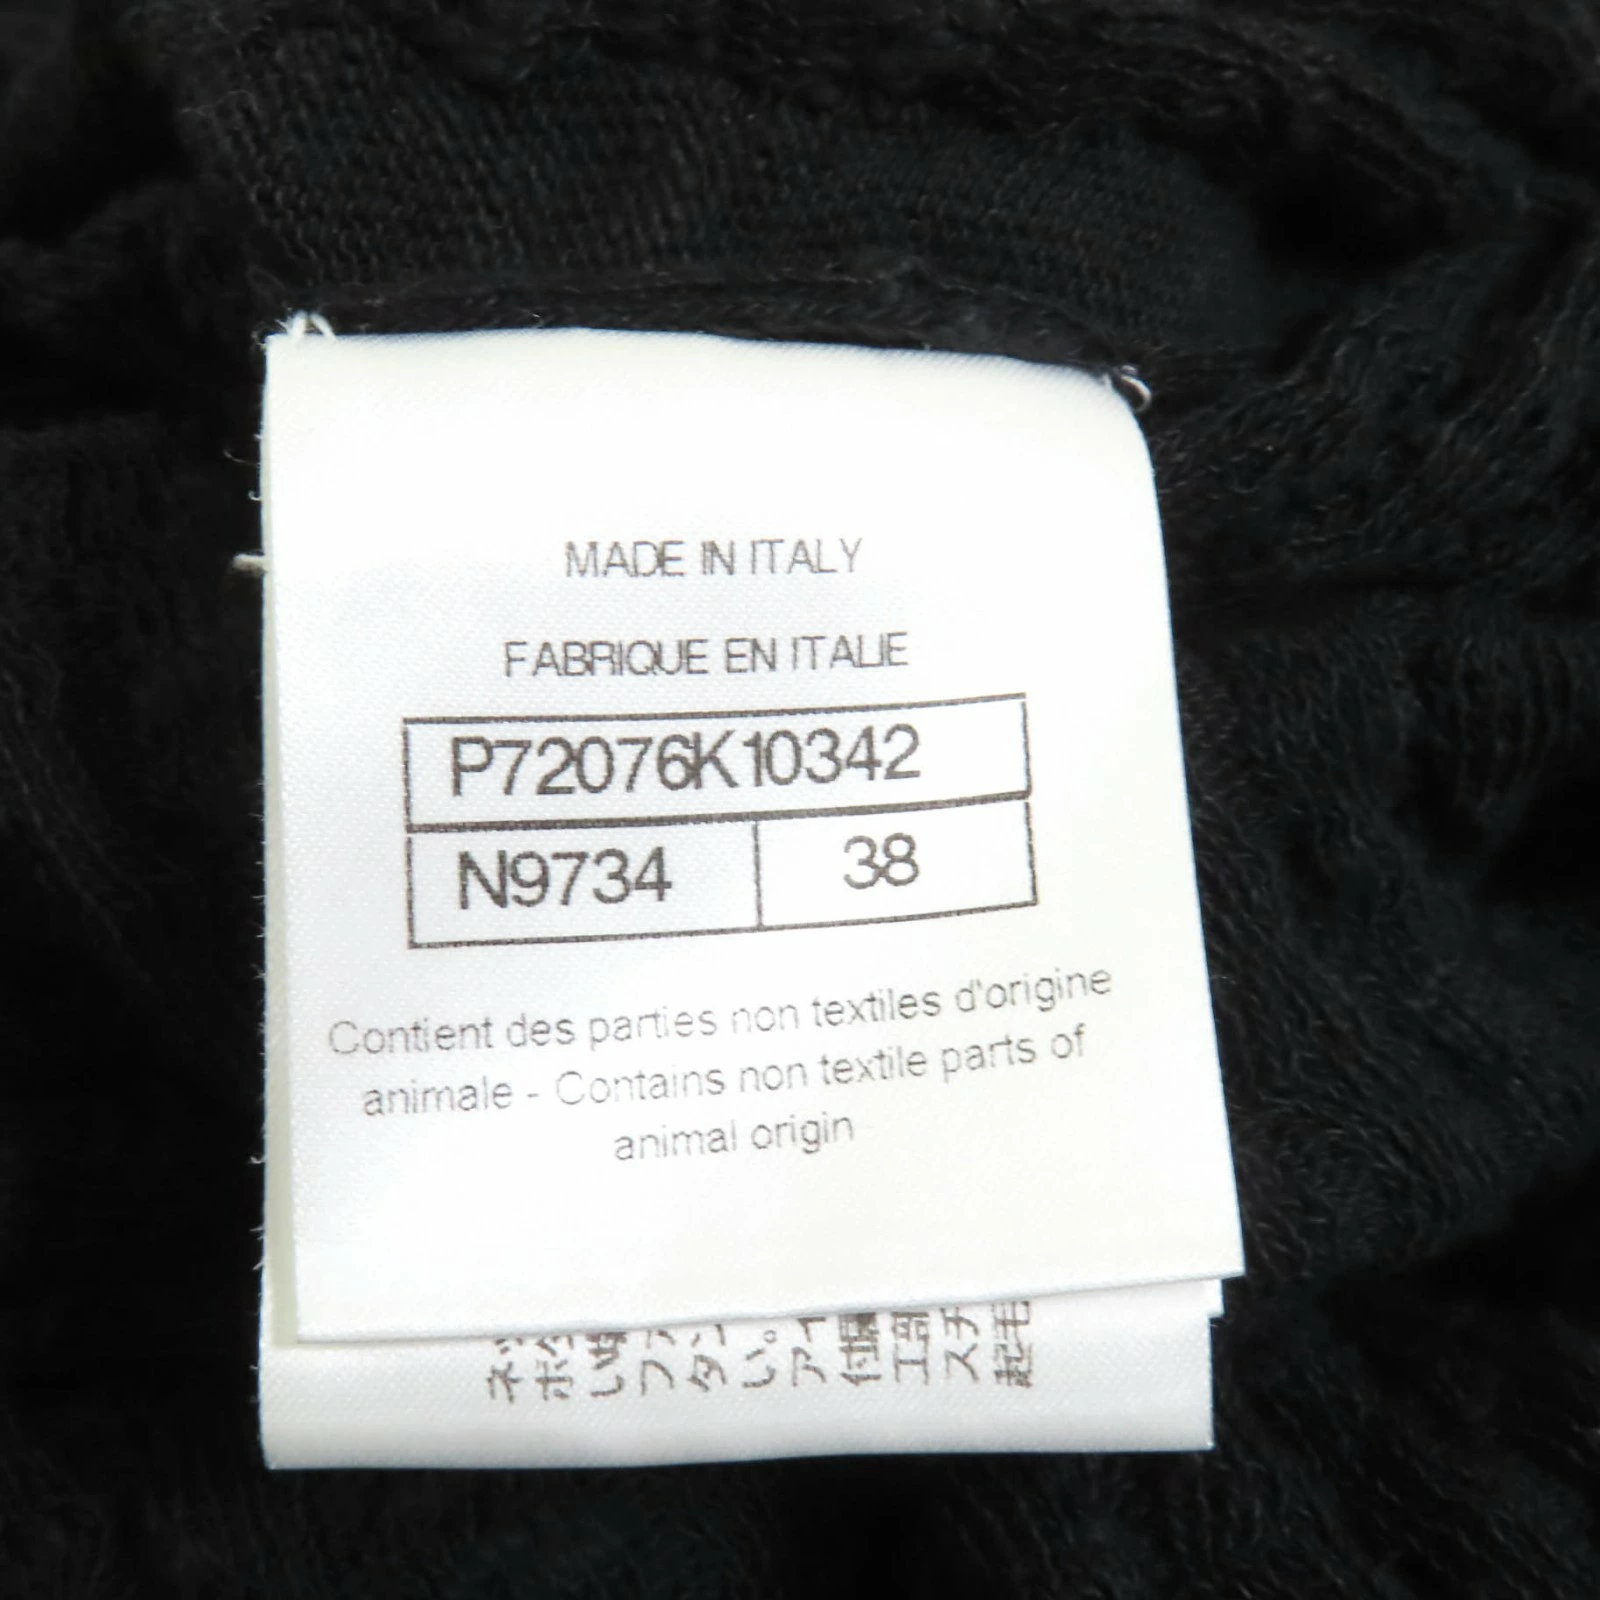 MADE IN ITALY
FABRIQUE EN ITALIE
P72076K10342
N9734 38
Contient des parties non textiles d'origine
animale - Contains non textile parts of
animal origin